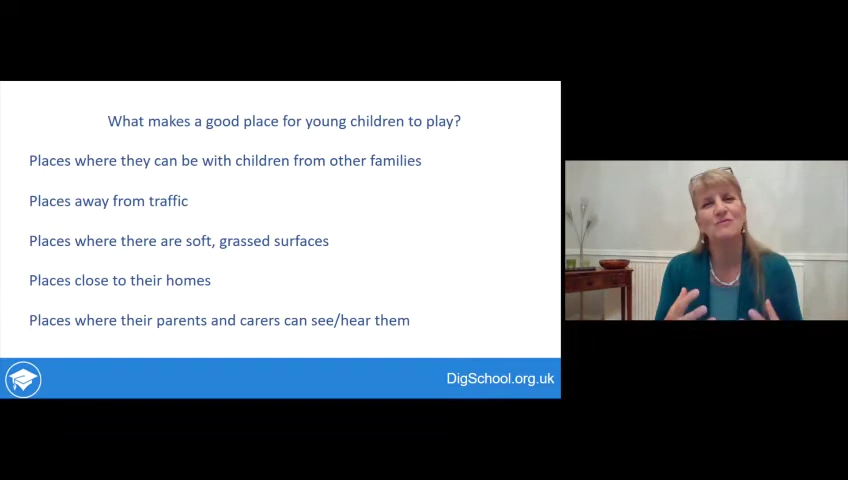 What makes a good place for young children to play?
Places where they can be with children from other families
Places away from traffic
Places where there are soft, grassed surfaces
Places close to their homes
Places where their parents and carers can see/hear them
DigSchool.org.uk